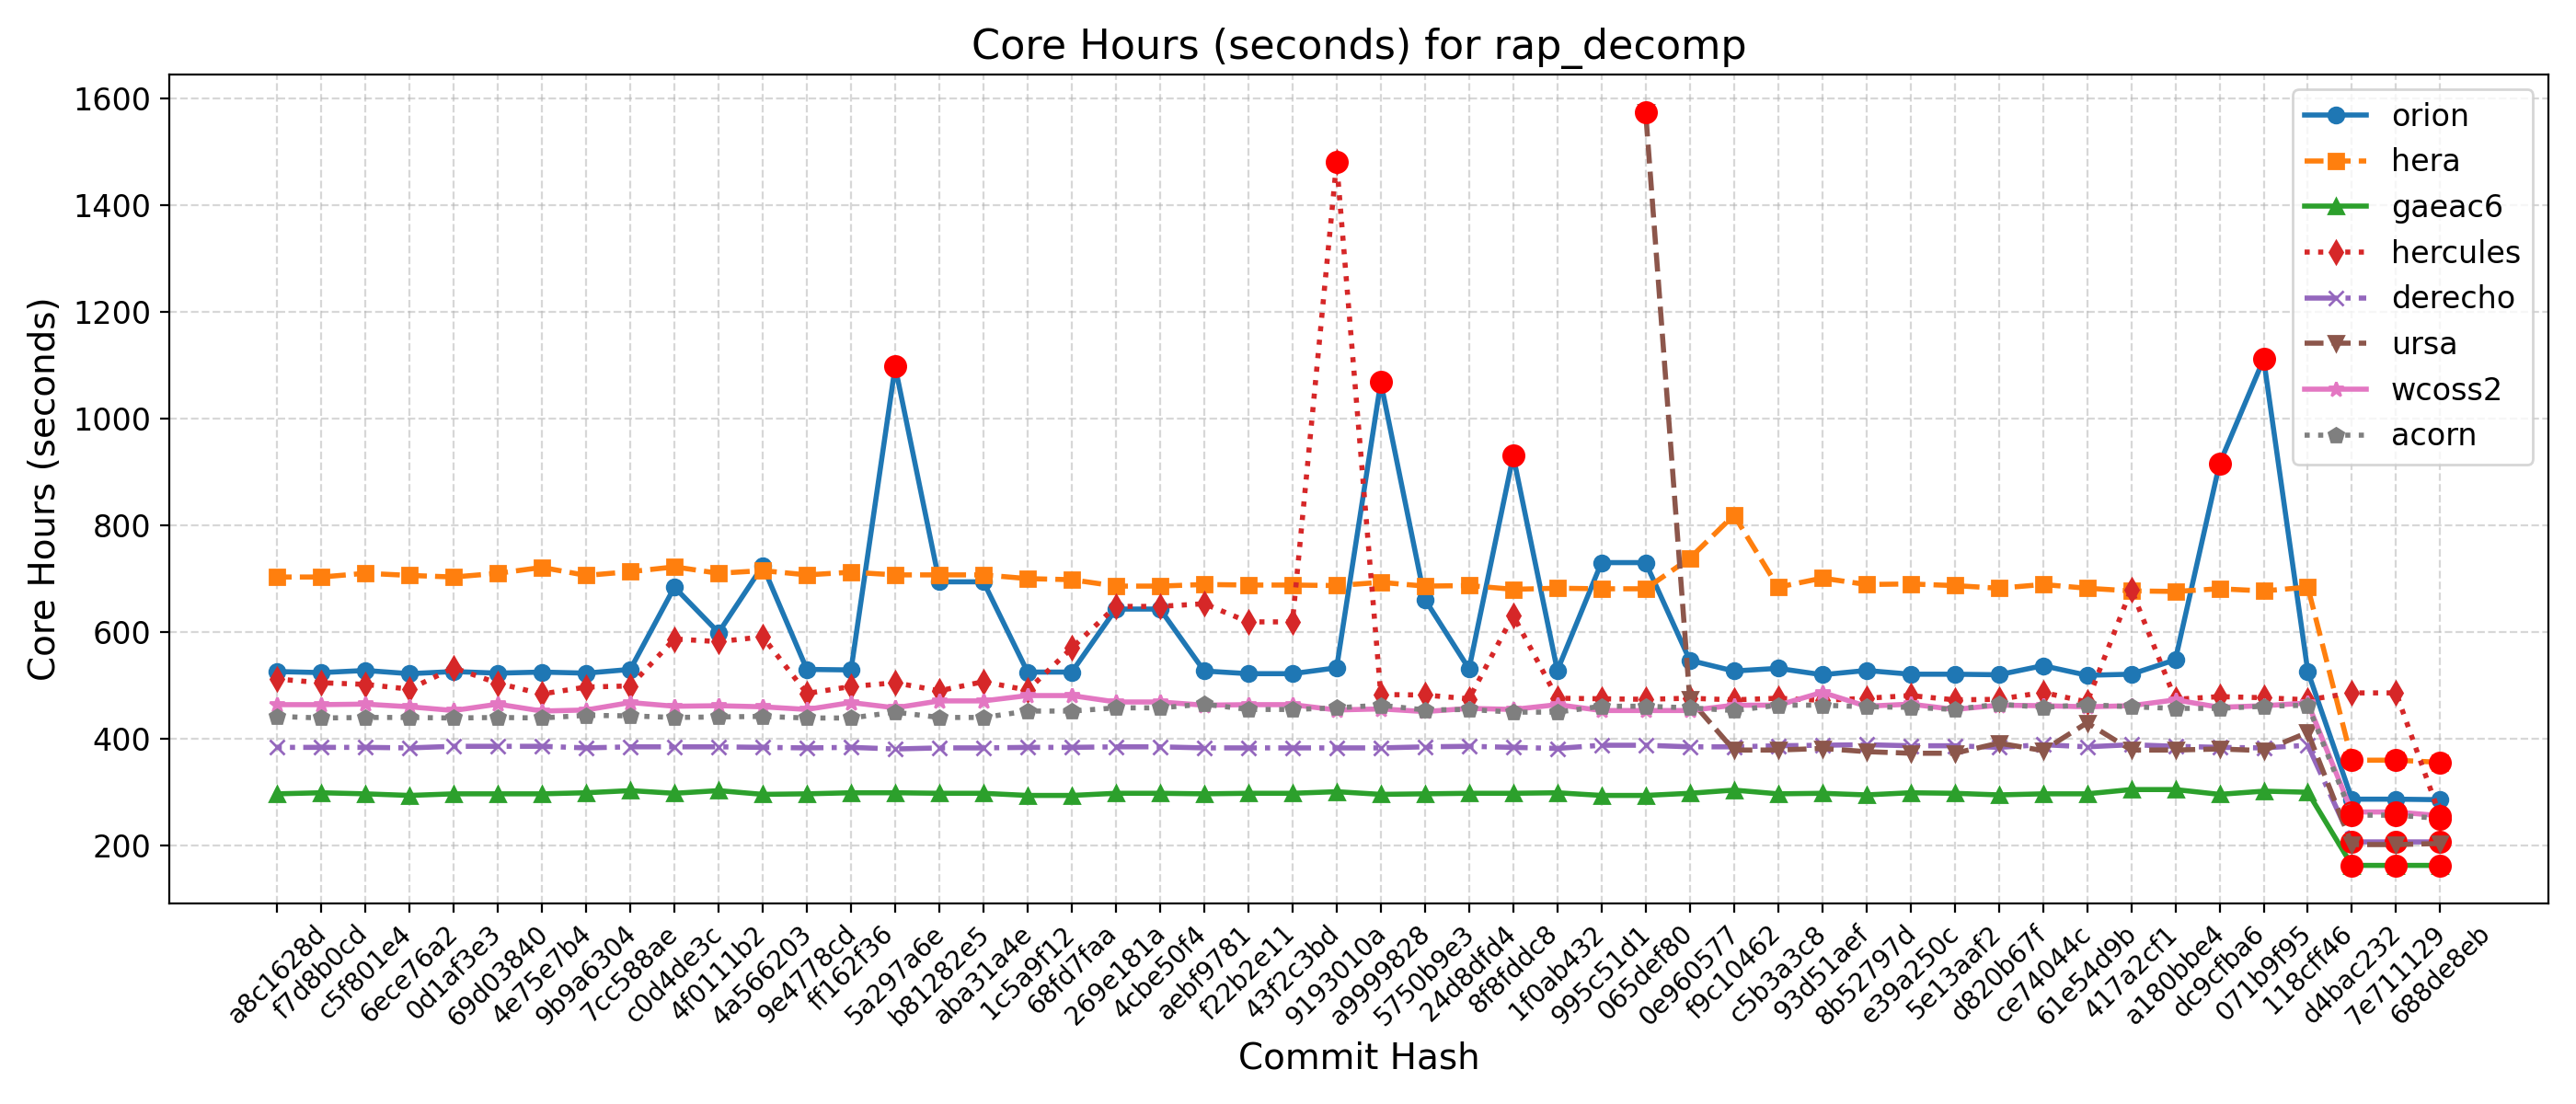 Core Hours (seconds) for rap_decomp
Core Hours (seconds)
1600
1400
1200
1000
800
600
400
200
orion
hera
gaeac6
hercules
derecho
ursa
wcoss2
acorn
a8c1628d
f7d8b0cd
c5f801e4
6ece76a2
0d1af3e3
69d03840
4e75e7b4
9b9a6304
7cc588ae
c0d4de3c
4f0111b2
4a566203
9e4778cd
ff162f36
5a297a6e
b81282e5
aba31a4e
1c5a9f12
68fd7faa
269e181a
4cbe50f4
aebf9781
f22b2e11
43f2c3bd
9193010a
a9999828
5750b9e3
24d8dfd4
8f8fddc8
1f0ab432
995c51d1
065def80
0e960577
f9c10462
c5b3a3c8
93d51aef
8b52797d
e39a250c
5e13aaf2
d820b67f
ce74044c
61e54d9b
417a2cf1
a180bbe4
dc9cfba6
071b9f95
118cff46
d4bac232
7e711129
688de8eb
Commit Hash